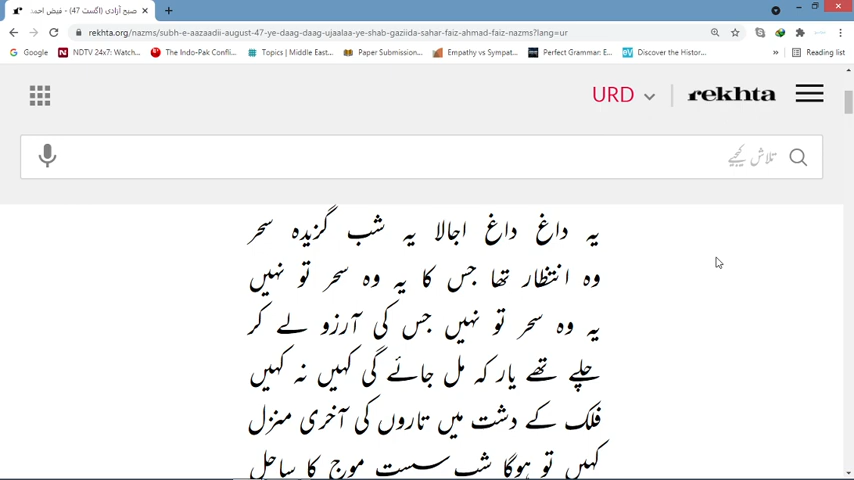 صبح آزادی (اگست 47) - فیض احمد
rekhta.org/nazms/subh-e-aazaadii-august-47-ye-daag-daag-ujaalaa-ye-shab-gaziida-sahar-faiz-ahmad-faiz-nazms?lang=ur
Google NDTV 24x7: Watch... The Indo-Pak Confli... Topics | Middle East... Paper Submission... Empathy vs Sympat... Perfect Grammar: E... Discover the Histor... » Reading list
URD rekhta
تلاش کیجیے
یہ داغ داغ اجالا یہ شب گزیدہ سحر
وہ انتظار تھا جس کا یہ وہ سحر تو نہیں
یہ وہ سحر تو نہیں جس کی آرزو لے کر
چلے تھے یار کہ مل جائے گی کہیں نہ کہیں
فلک کے دشت میں تاروں کی آخری منزل
کہیں تو ہوگا شب سست موج کا ساحل